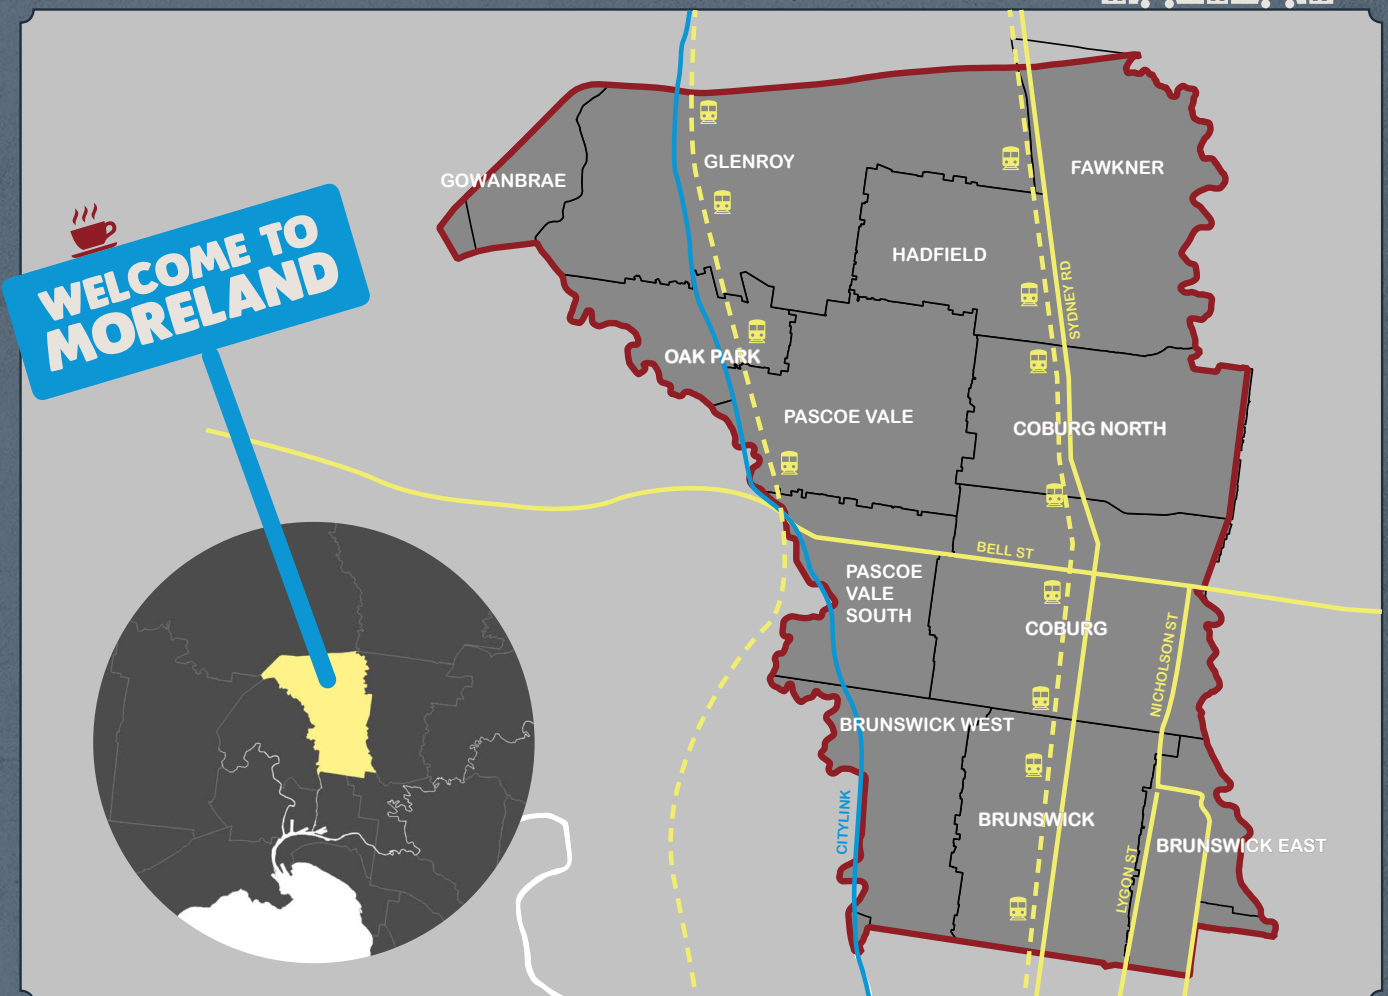 WELCOME TO
MORELAND
GOWANBRAE
GLENROY
FAWKNER
HADFIELD
SYDNEY RD
OAK PARK
PASCOE VALE
COBURG NORTH
BELL ST
PASCOE
VALE
SOUTH
COBURG
NICHOLSON ST
BRUNSWICK WEST
CITYLINK
BRUNSWICK
LYGON ST
BRUNSWICK EAST